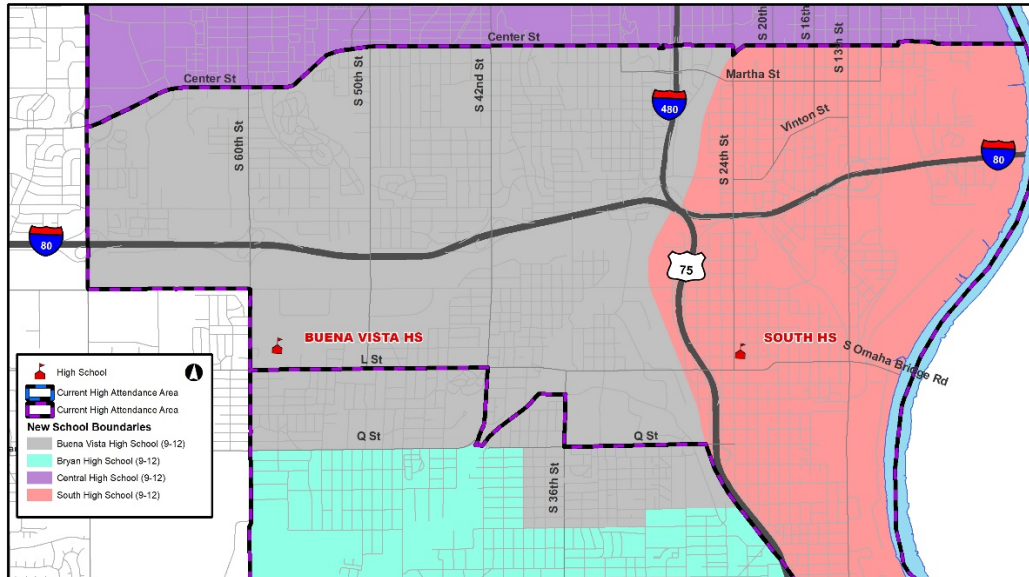 S 20th St
S 16th St
S 13th St
Center St
Center St
S 50th St
S 42nd St
S 60th St
Martha St
Vinton St
S 24th St
480
80
80
75
BUENA VISTA HS
SOUTH HS
L St
S Omaha Bridge Rd
Q St
Q St
S 36th St
High School
Current High Attendance Area
Current High Attendance Area
New School Boundaries
Buena Vista High School (9-12)
Bryan High School (9-12)
Central High School (9-12)
South High School (9-12)